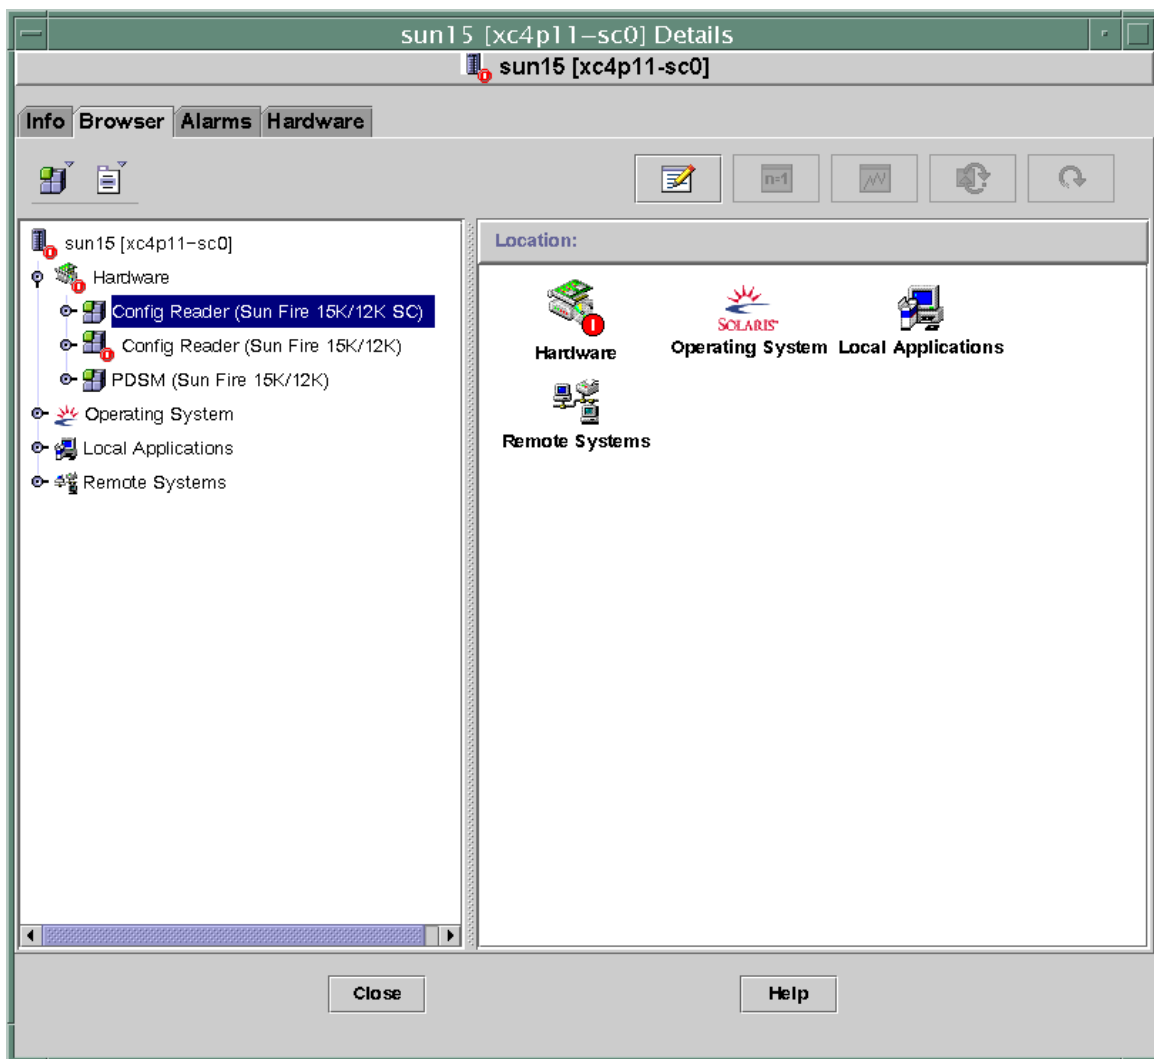 sun15 [xc4p11-sc0] Details
sun15 [xc4p11-sc0]
Info Browser Alarms Hardware
n=1
sun15 [xc4p11-sc0]
Hardware
Config Reader (Sun Fire 15K/12K SC)
Config Reader (Sun Fire 15K/12K)
PDSM (Sun Fire 15K/12K)
Operating System
Local Applications
Remote Systems
Location:
Hardware
SOLARIS
Operating System
Local Applications
Remote Systems
Close
Help